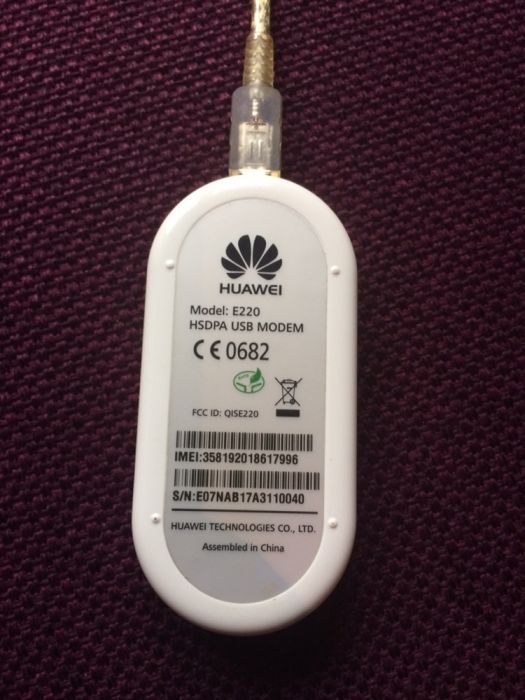 HUAWEI
Model: E220
HSDPA USB MODEM
CE 0682
FCC ID: QISE220
IMEI:358192018617996
S/N:E07NAB17A3110040
HUAWEI TECHNOLOGIES CO., LTD.
Assembled in China